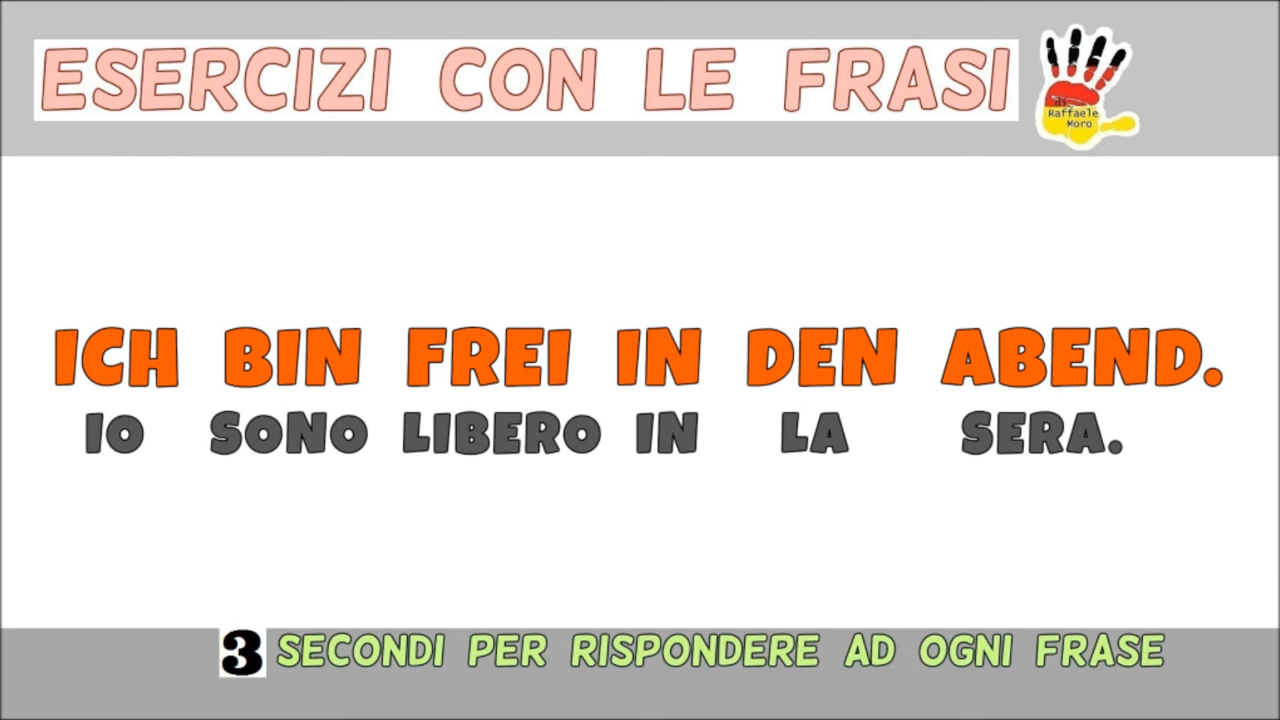 ESERCIZI CON LE FRASI
Raffaele
Moro
ICH BIN FREI IN DEN ABEND.
IO SONO LIBERO IN LA SERA.
3 SECONDI PER RISPONDERE AD OGNI FRASE